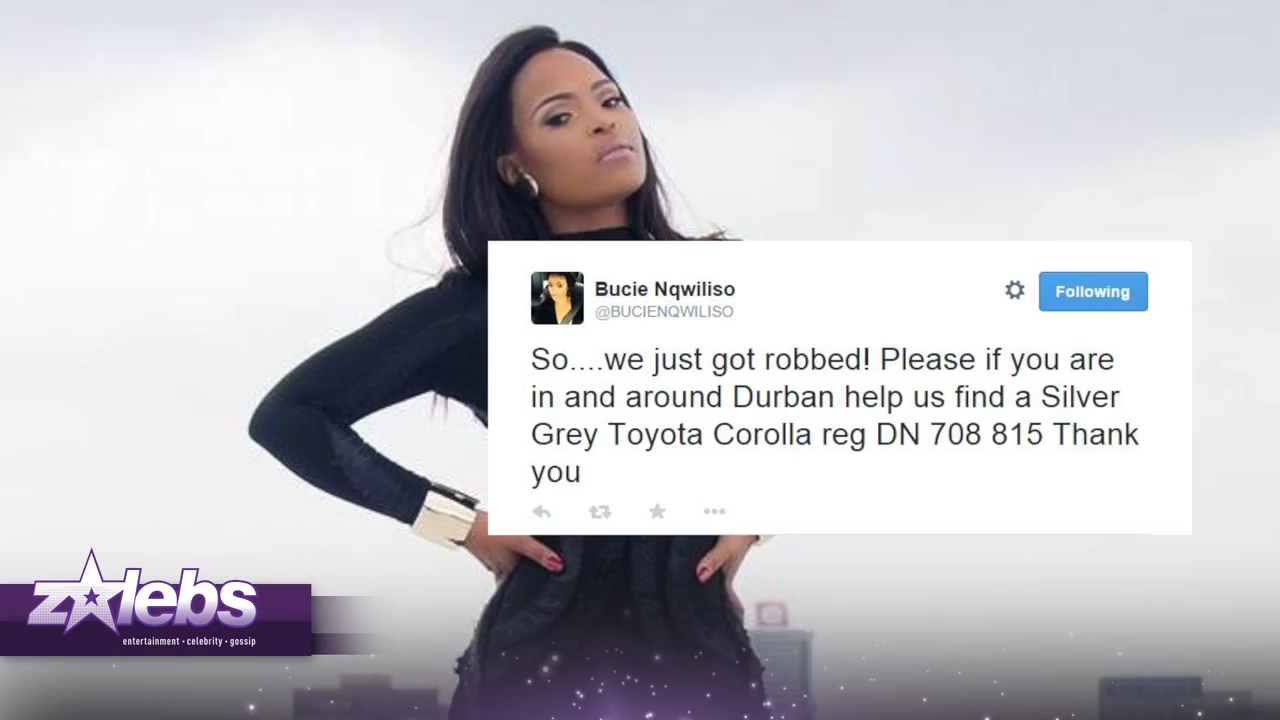 Bucie Nqwiliso
@BUCIENQWILISO
Following
So....we just got robbed! Please if you are
in and around Durban help us find a Silver
Grey Toyota Corolla reg DN 708 815 Thank
you
zalebs
entertainment • celebrity • gossip